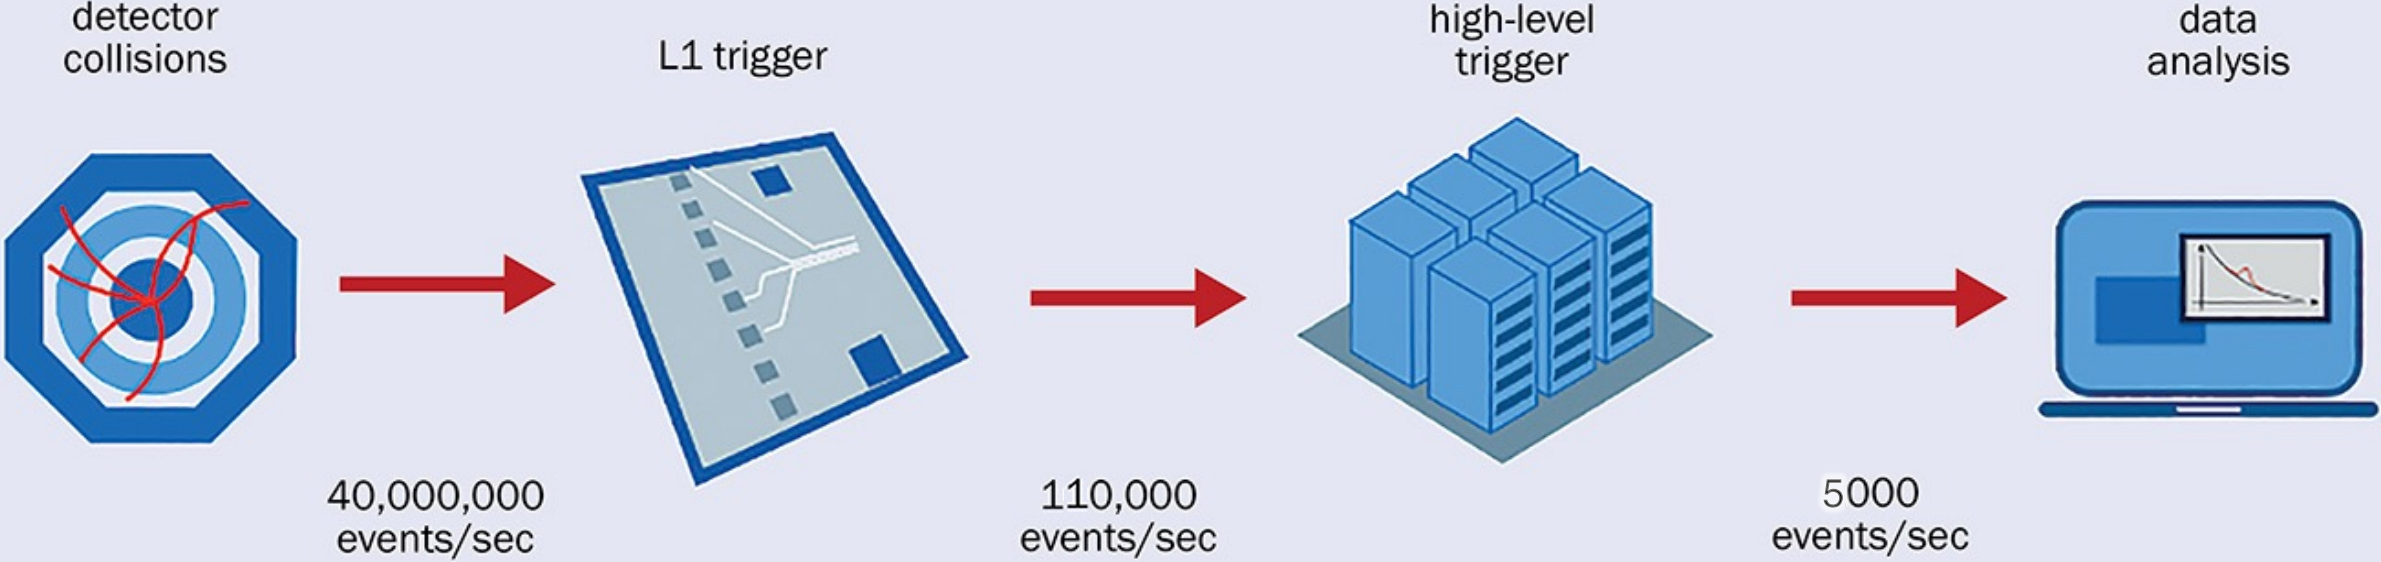 detector
collisions
L1 trigger
high-level
trigger
data
analysis
40,000,000
events/sec
110,000
events/sec
5000
events/sec